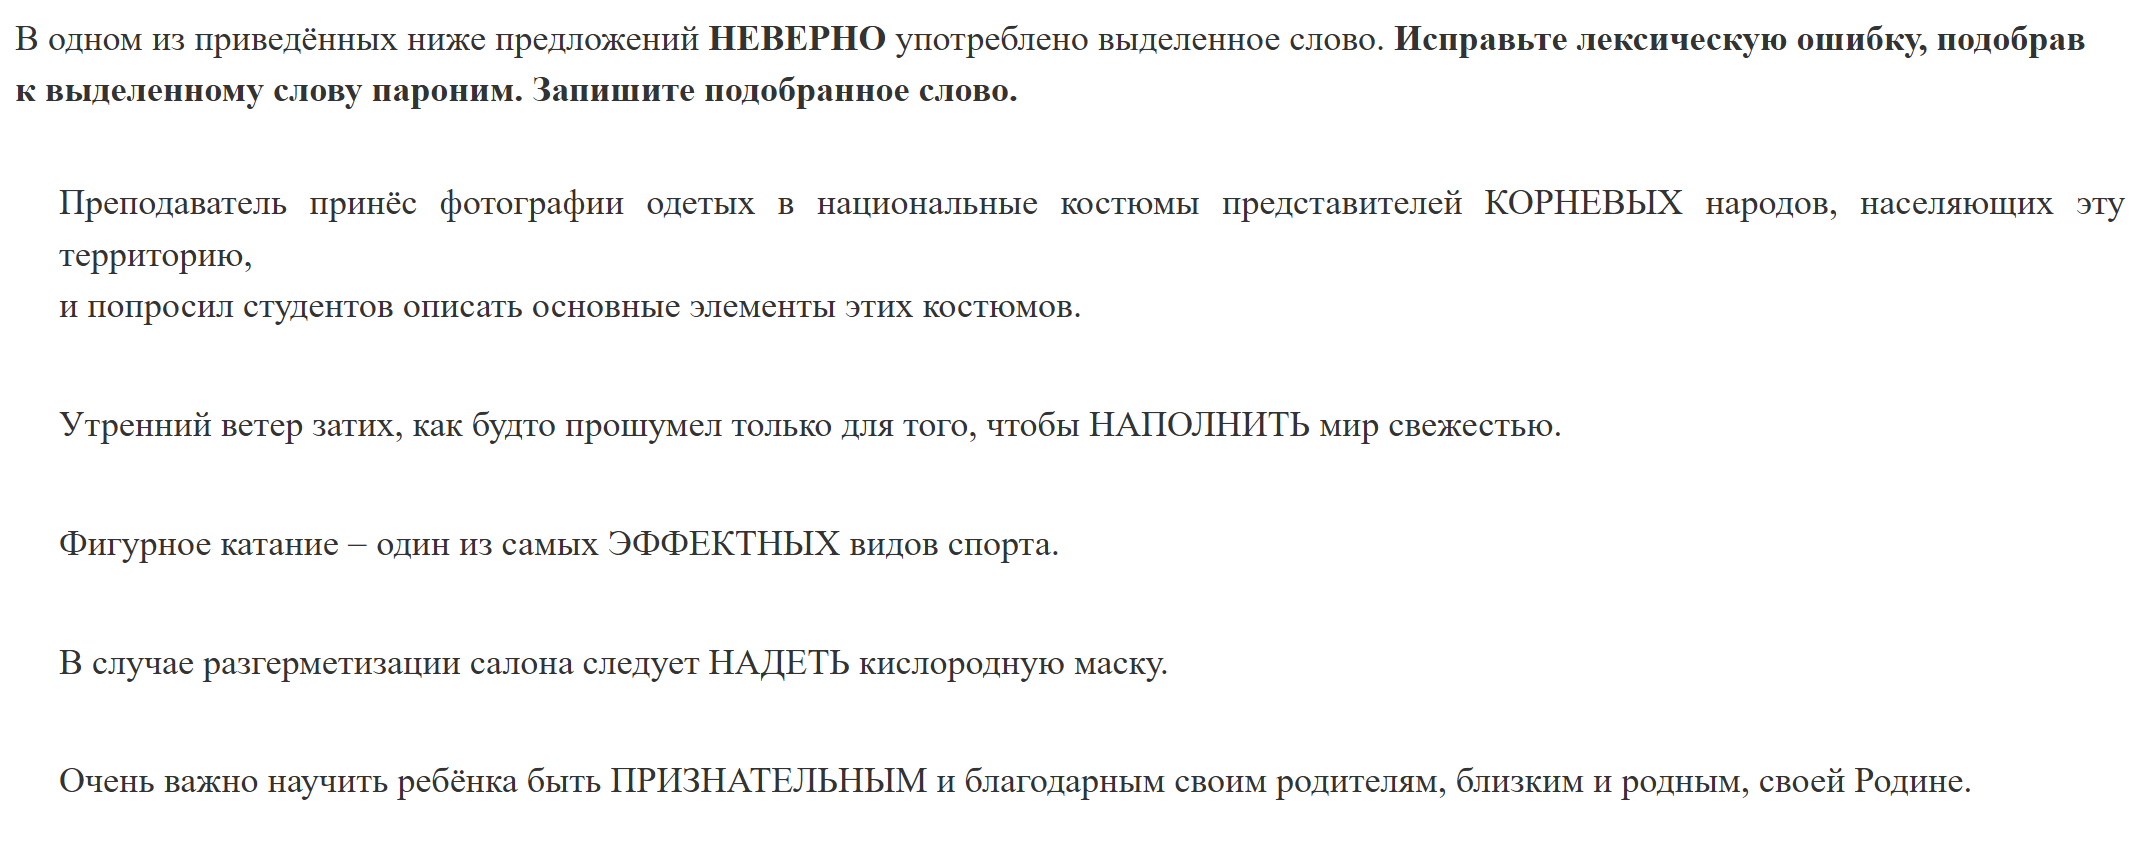 В одном из приведённых ниже предложений НЕВЕРНО употреблено выделенное слово. Исправьте лексическую ошибку, подобрав
к выделенному слову пароним. Запишите подобранное слово.
Преподаватель принёс фотографии одетых в национальные костюмы представителей КОРНЕВЫХ народов, населяющих эту
территорию,
и попросил студентов описать основные элементы этих костюмов.
Утренний ветер затих, как будто прошумел только для того, чтобы НАПОЛНИТЬ мир свежестью.
Фигурное катание – один из самых ЭФФЕКТНЫХ видов спорта.
В случае разгерметизации салона следует НАДЕТЬ кислородную маску.
Очень важно научить ребёнка быть ПРИЗНАТЕЛЬНЫМ и благодарным своим родителям, близким и родным, своей Родине.